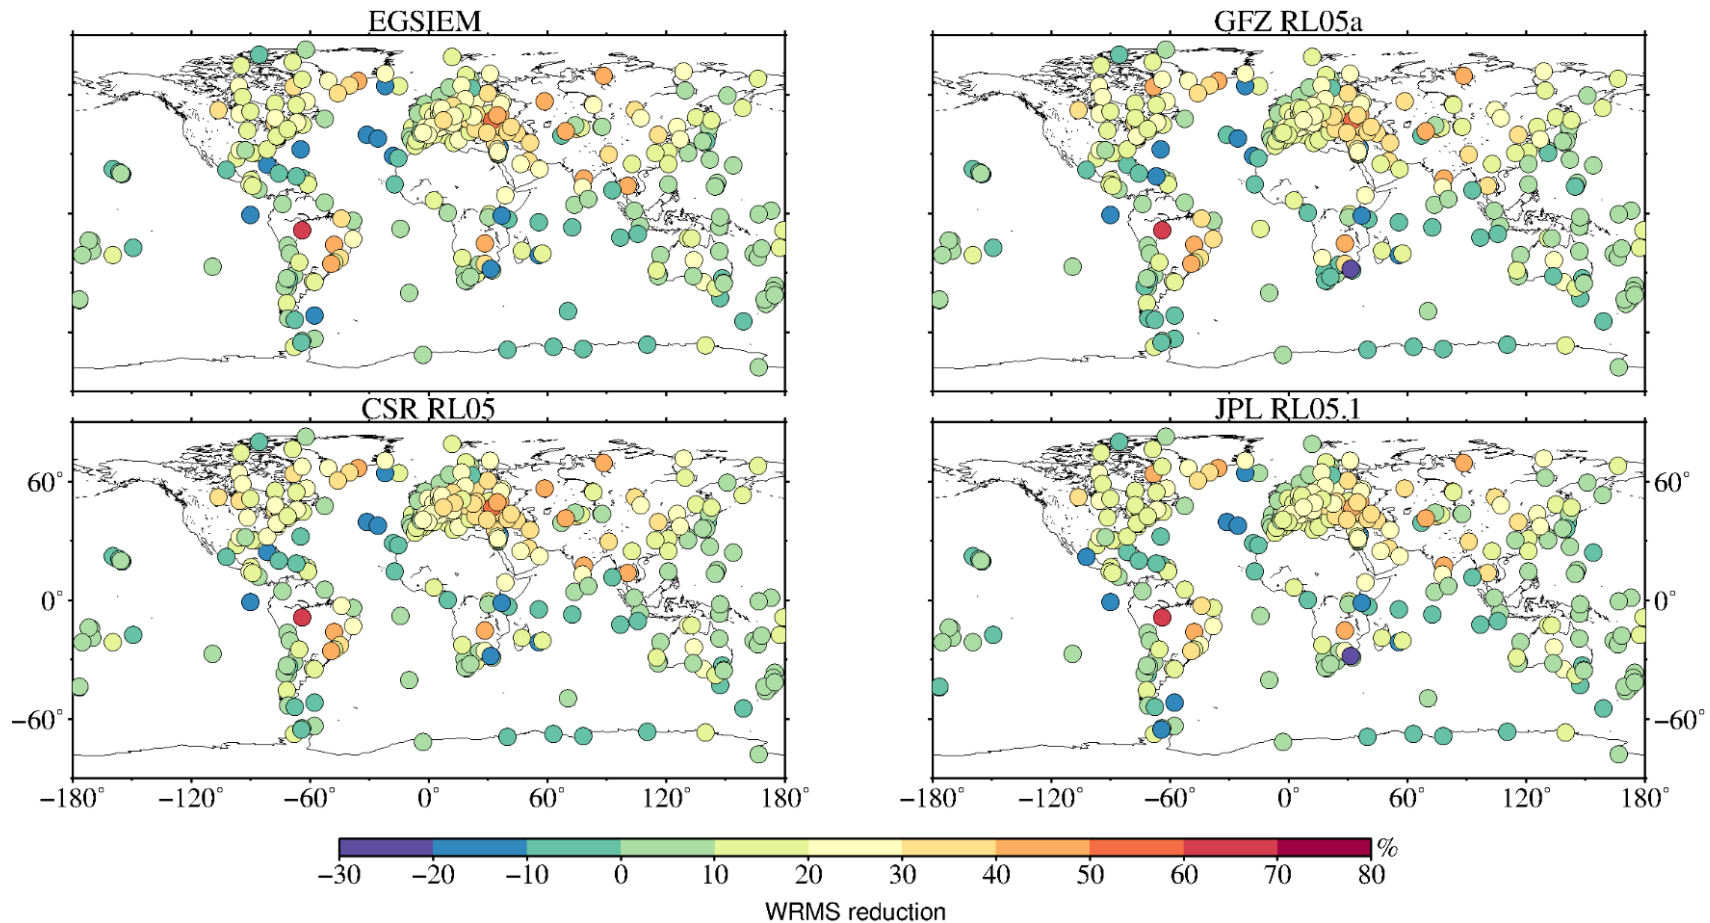 EGSIEM GFZ RL05a
CSR RL05 JPL RL05.1
60° 60°
0° 0°
−60° −60°
−180° −120° −60° 0° 60° 120° 180° −180° −120° −60° 0° 60° 120° 180°
%
−30 −20 −10 0 10 20 30 40 50 60 70 80
WRMS reduction